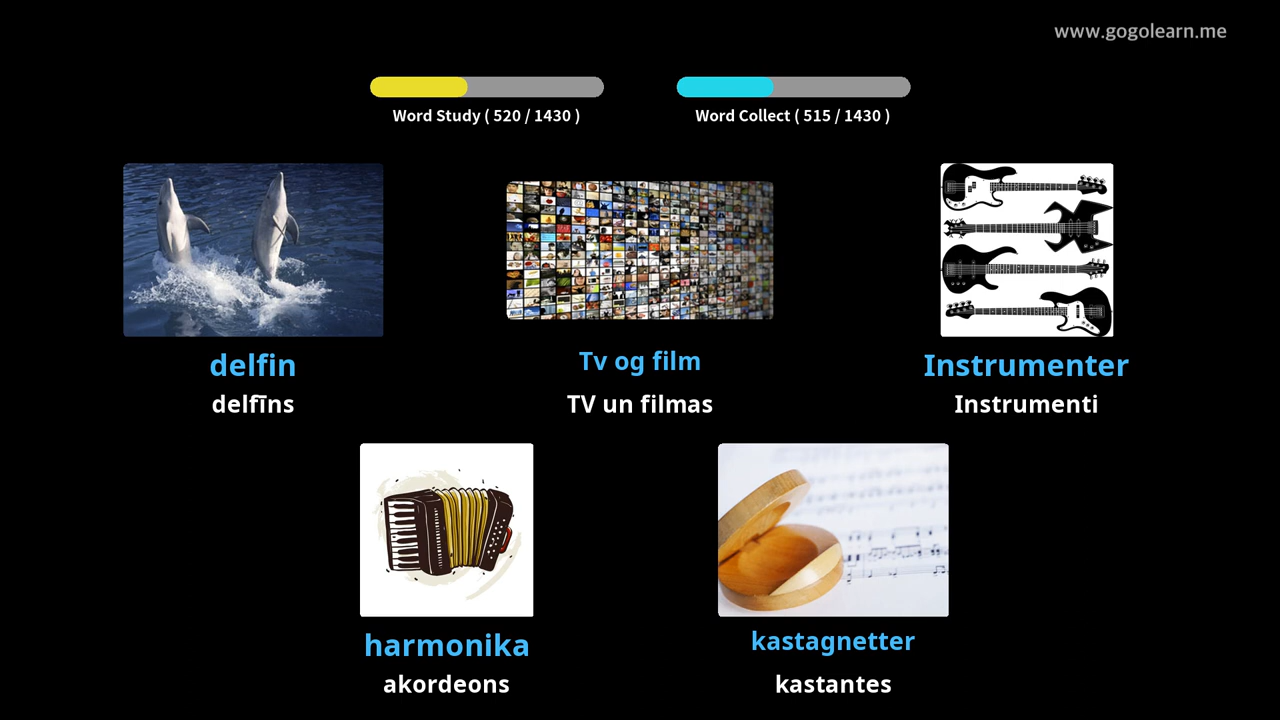 www.gogolearn.me
Word Study ( 520 / 1430 )
Word Collect ( 515 / 1430 )
delfin
delfīns
Tv og film
TV un filmas
Instrumenter
Instrumenti
harmonika
akordeons
kastagnetter
kastantes